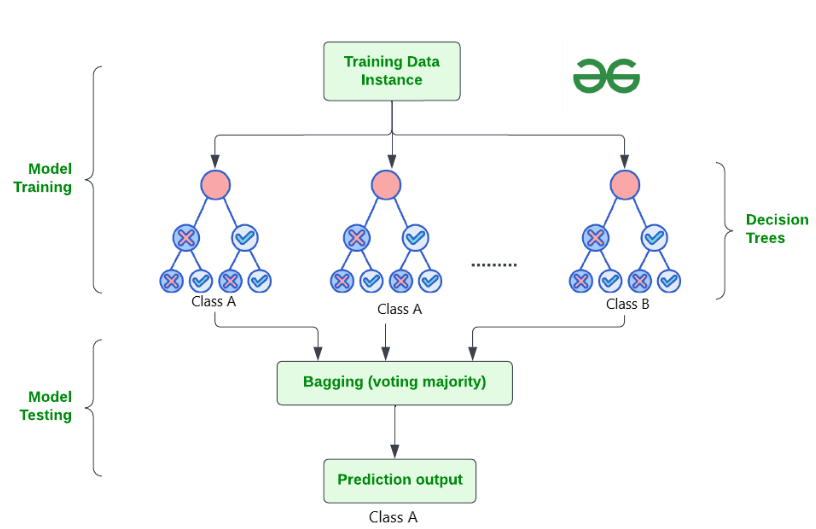 Training Data
Instance
Model
Training
Decision
Trees
.........
Class A
Class A
Class B
Bagging (voting majority)
Model
Testing
Prediction output
Class A